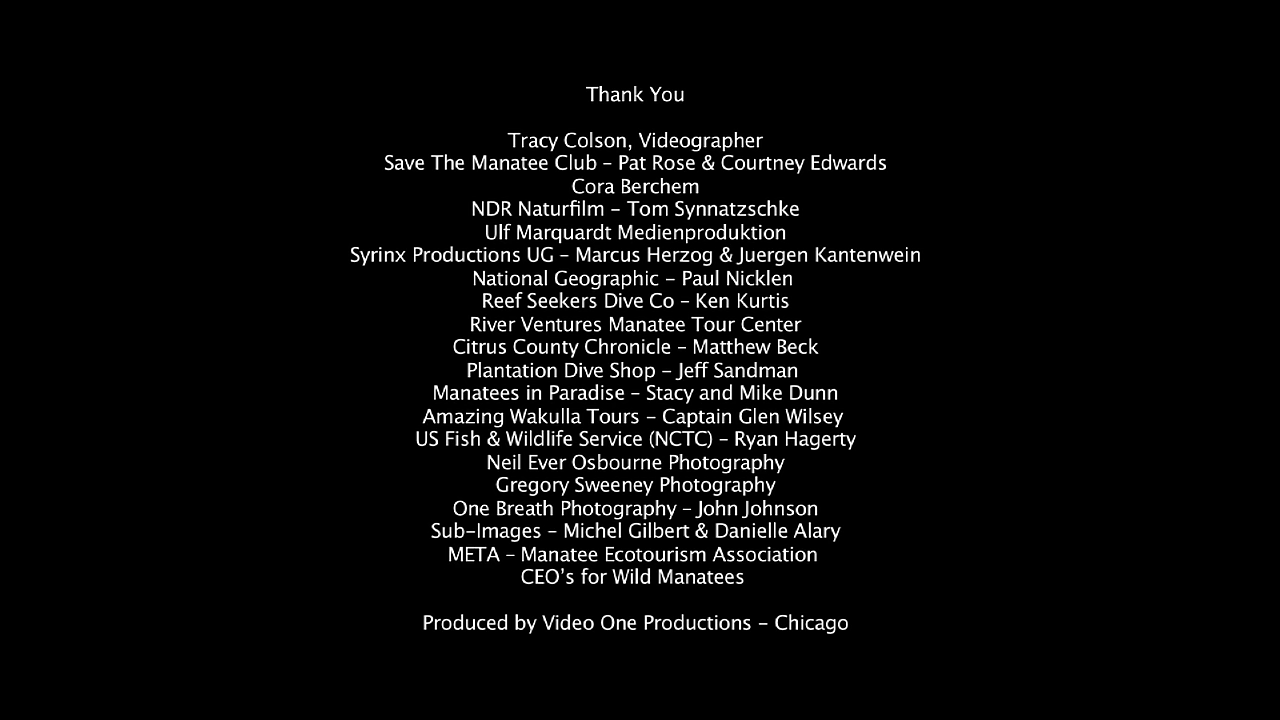 Thank You
Tracy Colson, Videographer
Save The Manatee Club – Pat Rose & Courtney Edwards
Cora Berchem
NDR Naturfilm – Tom Synnatzschke
Ulf Marquardt Medienproduktion
Syrinx Productions UG – Marcus Herzog & Juergen Kantenwein
National Geographic – Paul Nicklen
Reef Seekers Dive Co – Ken Kurtis
River Ventures Manatee Tour Center
Citrus County Chronicle – Matthew Beck
Plantation Dive Shop – Jeff Sandman
Manatees in Paradise – Stacy and Mike Dunn
Amazing Wakulla Tours – Captain Glen Wilsey
US Fish & Wildlife Service (NCTC) – Ryan Hagerty
Neil Ever Osbourne Photography
Gregory Sweeney Photography
One Breath Photography – John Johnson
Sub-Images – Michel Gilbert & Danielle Alary
META – Manatee Ecotourism Association
CEO’s for Wild Manatees
Produced by Video One Productions – Chicago